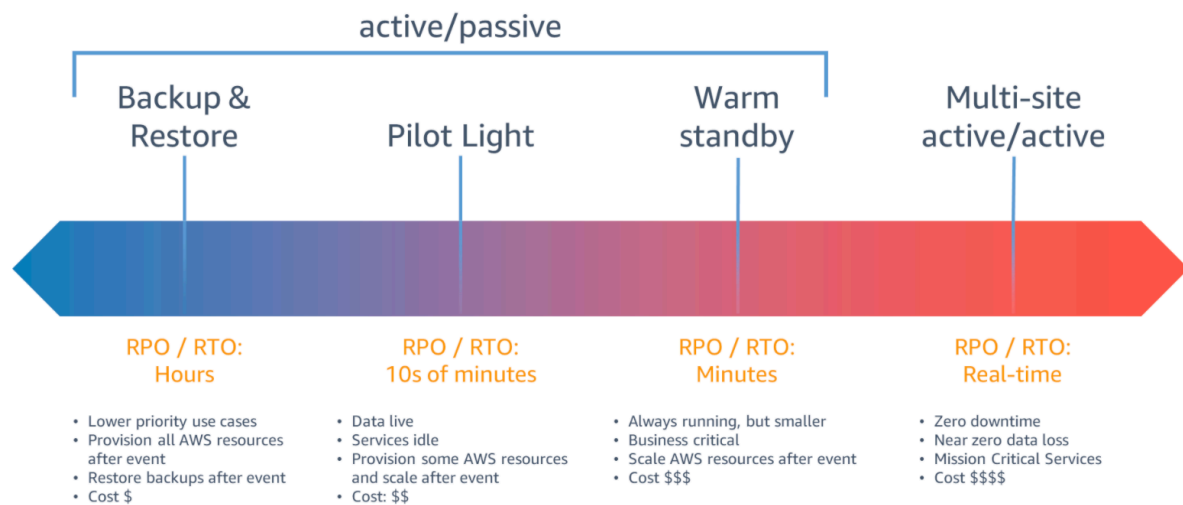 active/passive
Backup &
Restore
Pilot Light
Warm
standby
Multi-site
active/active
RPO / RTO:
Hours
RPO / RTO:
10s of minutes
RPO / RTO:
Minutes
RPO / RTO:
Real-time
• Lower priority use cases
• Provision all AWS resources
after event
• Restore backups after event
• Cost $
• Data live
• Services idle
• Provision some AWS resources
and scale after event
• Cost: $$
• Always running, but smaller
• Business critical
• Scale AWS resources after event
• Cost $$$
• Zero downtime
• Near zero data loss
• Mission Critical Services
• Cost $$$$